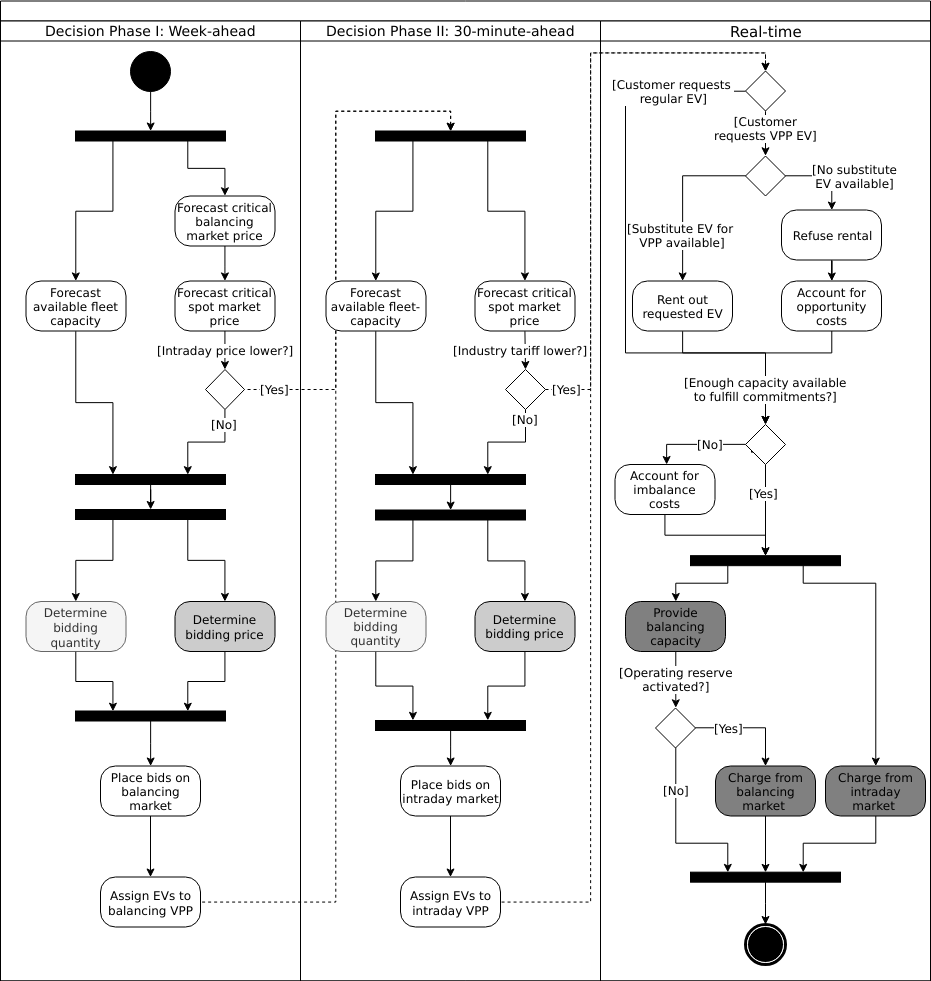 Decision Phase I: Week-ahead
Forecast critical
balancing
market price
Forecast
available fleet
capacity
Forecast critical
spot market
price
[Intraday price lower?]
[Yes]
[No]
Determine
bidding
quantity
Determine
bidding price
Place bids on
balancing
market
Assign EVs to
balancing VPP
Decision Phase II: 30-minute-ahead
Forecast
available fleet-
capacity
Forecast critical
spot market
price
[Industry tariff lower?]
[Yes]
[No]
Determine
bidding
quantity
Determine
bidding price
Place bids on
intraday market
Assign EVs to
intraday VPP
Real-time
[Customer requests
regular EV]
[Customer
requests VPP EV]
[No substitute
EV available]
[Substitute EV for
VPP available]
Refuse rental
Rent out
requested EV
Account for
opportunity
costs
[Enough capacity available
to fulfill commitments?]
[No]
Account for
imbalance
costs
[Yes]
Provide
balancing
capacity
[Operating reserve
activated?]
[Yes]
[No]
Charge from
balancing
market
Charge from
intraday
market